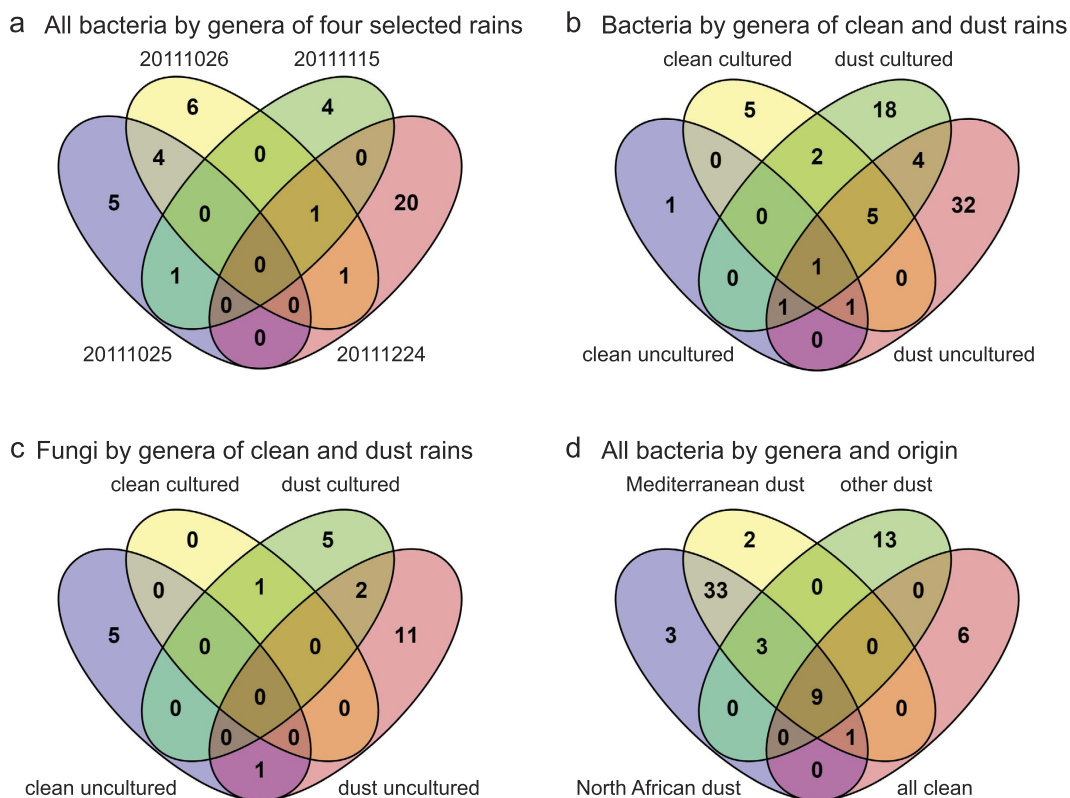 a All bacteria by genera of four selected rains
20111026 20111115
6 4
4 0 0
5 0 1 20
0
1 1
0 0
0
20111025 20111224
b Bacteria by genera of clean and dust rains
clean cultured dust cultured
5 18
0 2 4
1 0 5 32
1
0 0
1 1
0
clean uncultured dust uncultured
c Fungi by genera of clean and dust rains
clean cultured dust cultured
0 5
0 1 2
5 0 0 11
0
0 0
0 0
1
clean uncultured dust uncultured
d All bacteria by genera and origin
Mediterranean dust other dust
2 13
33 0 0
3 3 0 6
9
0 0
0 1
0
North African dust all clean